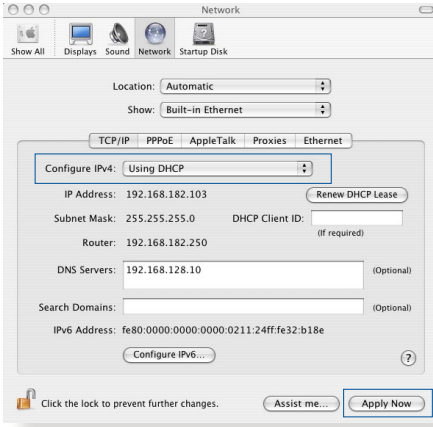 Network
Show All Displays Sound Network Startup Disk
Location: Automatic
Show: Built-in Ethernet
TCP/IP PPPoE AppleTalk Proxies Ethernet
Configure IPv4: Using DHCP
IP Address: 192.168.182.103 Renew DHCP Lease
Subnet Mask: 255.255.255.0 DHCP Client ID:
(If required)
Router: 192.168.182.250
DNS Servers: 192.168.128.10 (Optional)
Search Domains: (Optional)
IPv6 Address: fe80:0000:0000:0000:0211:24ff:fe32:b18e
Configure IPv6... ?
Click the lock to prevent further changes. Assist me... Apply Now